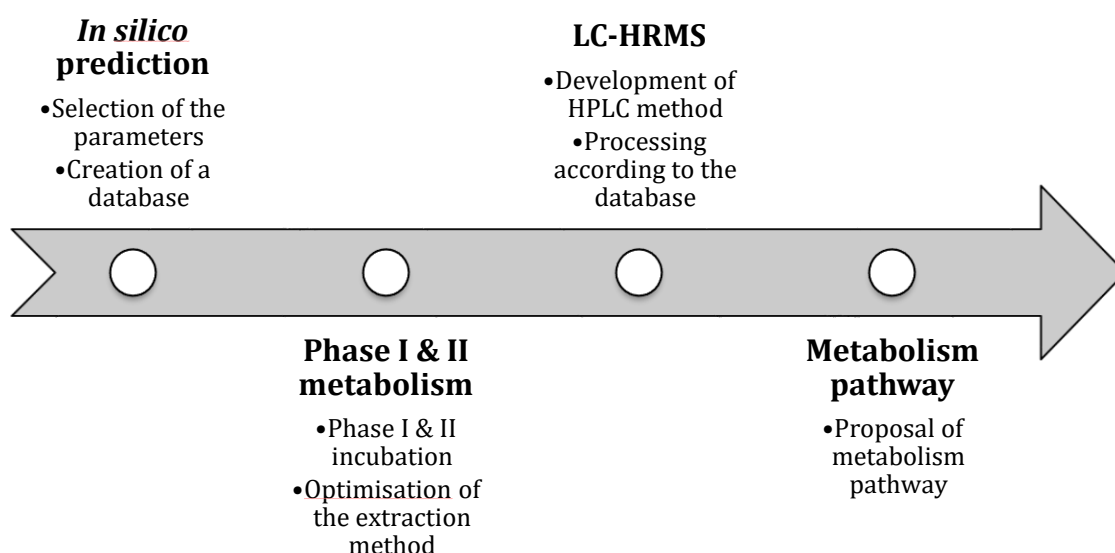 In silico
prediction
•Selection of the
parameters
•Creation of a
database
Phase I & II
metabolism
•Phase I & II
incubation
•Optimisation of
the extraction
method
LC-HRMS
•Development of
HPLC method
•Processing
according to the
database
Metabolism
pathway
•Proposal of
metabolism
pathway